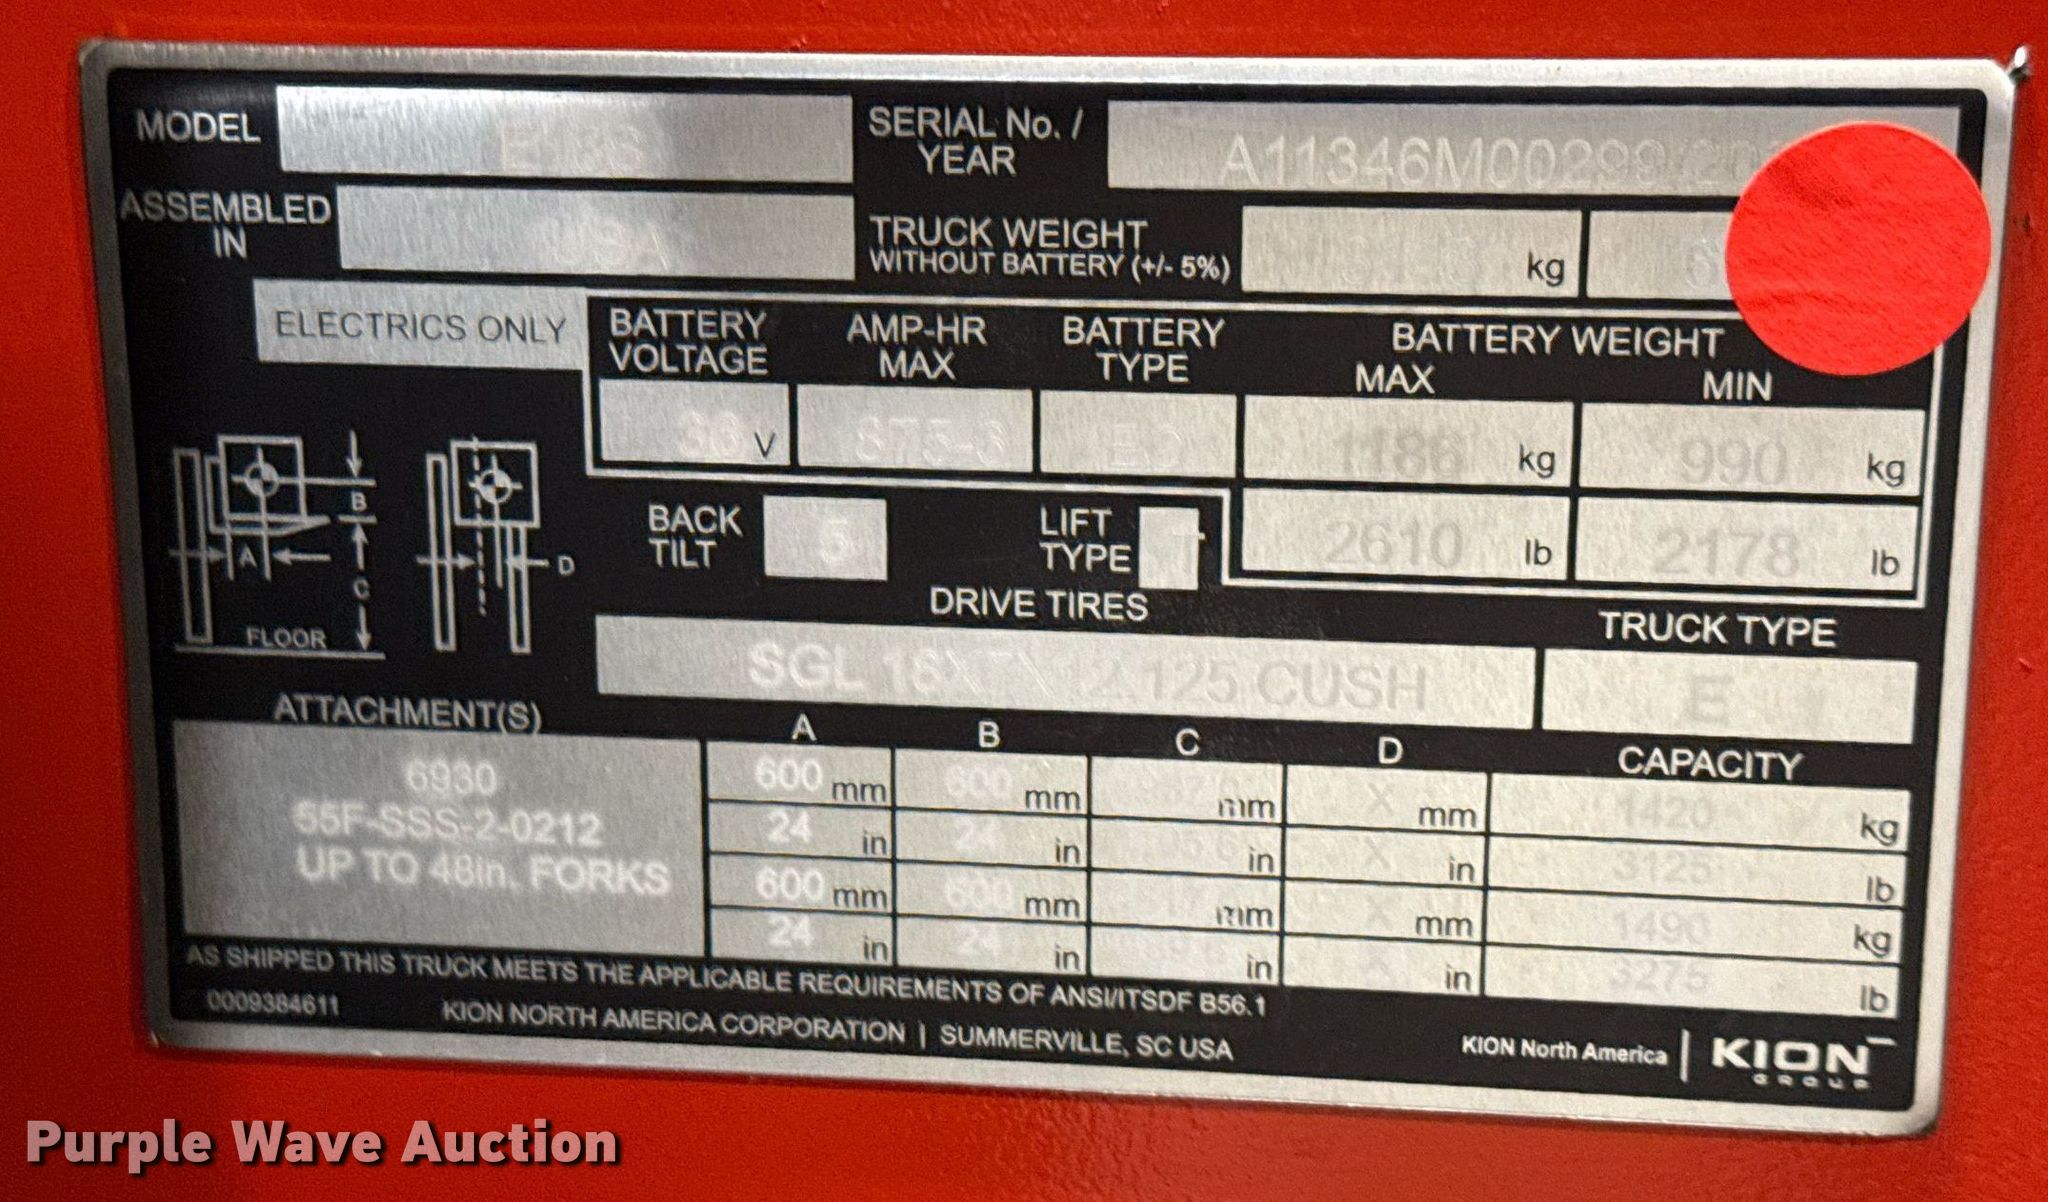 MODEL
SERIAL No. / YEAR
A11346M00299
ASSEMBLED IN
USA
TRUCK WEIGHT
WITHOUT BATTERY (+/- 5%)
kg
ELECTRICS ONLY
BATTERY VOLTAGE
AMP-HR MAX
BATTERY TYPE
BATTERY WEIGHT
MAX
MIN
V
1186 kg
990 kg
2610 lb
2178 lb
BACK TILT
5
LIFT TYPE
T
B
A
D
C
FLOOR
DRIVE TIRES
TRUCK TYPE
CUSH
E
ATTACHMENT(S)
A B C D CAPACITY
6930
55F-SSS-2-0212
UP TO 48in. FORKS
600 mm 600 mm mm X mm 1420 kg
24 in 24 in in X in 3125 lb
600 mm 600 mm mm X mm 1490 kg
24 in 24 in in X in 3275 lb
AS SHIPPED THIS TRUCK MEETS THE APPLICABLE REQUIREMENTS OF ANSI/ITSDF B56.1
0009384611
KION NORTH AMERICA CORPORATION | SUMMERVILLE, SC USA
KION North America | KION GROUP
Purple Wave Auction